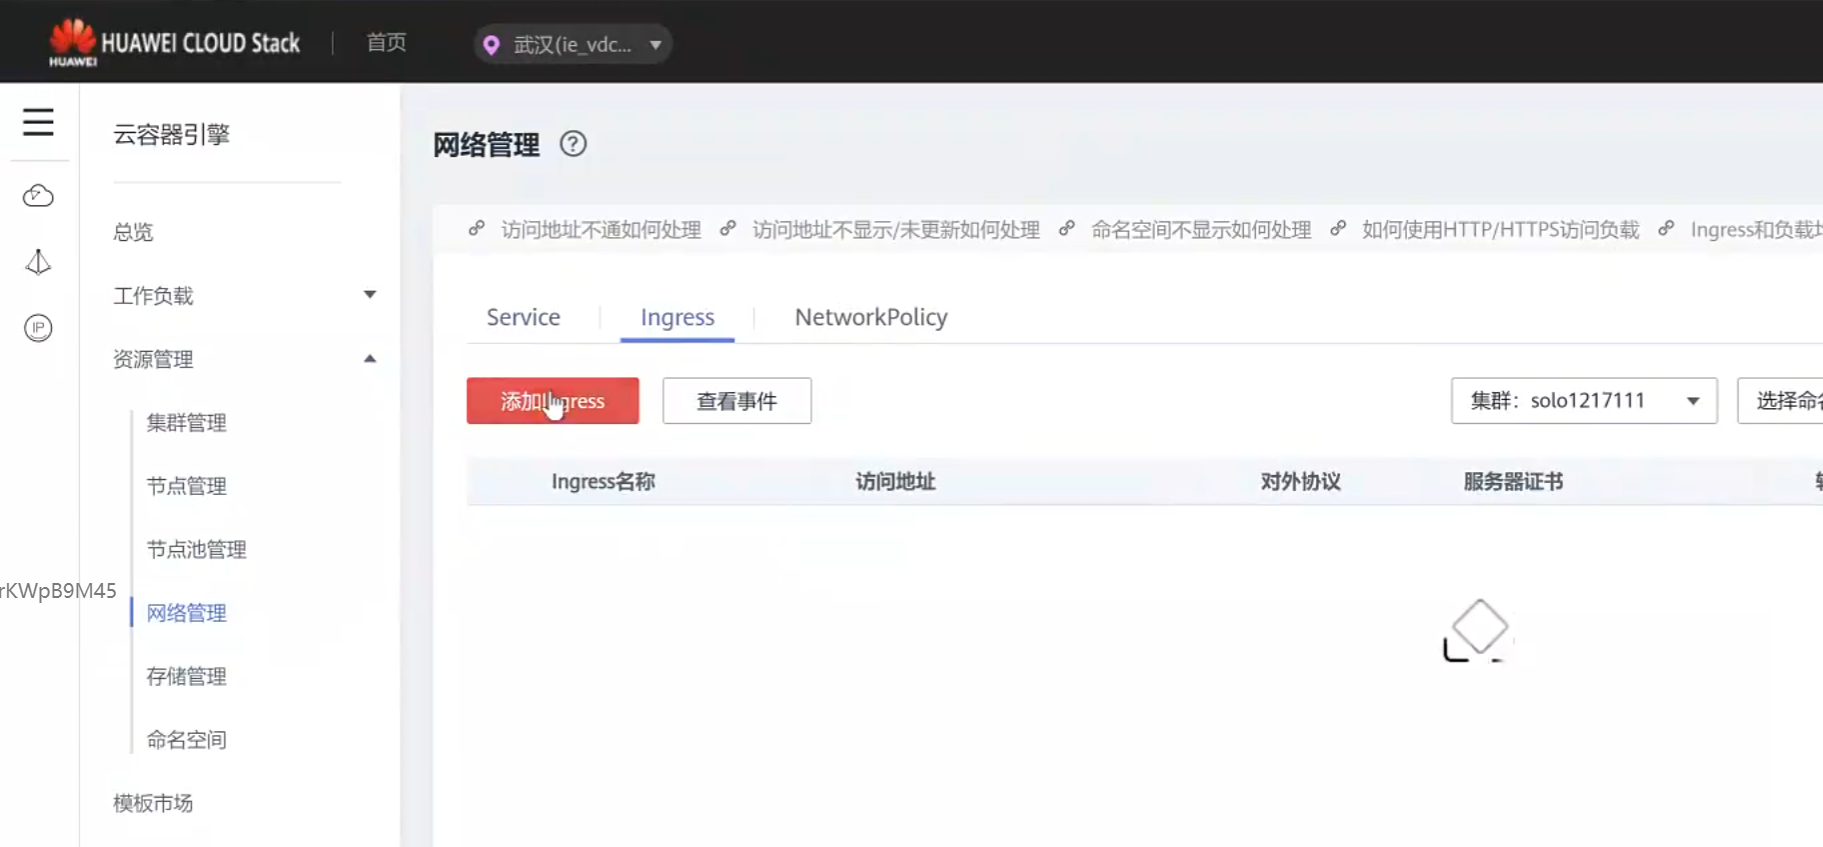 HUAWEI
HUAWEI CLOUD Stack
首页
武汉(ie_vdc...
云容器引擎
总览
工作负载
资源管理
集群管理
节点管理
节点池管理
rKWpB9M45
网络管理
存储管理
命名空间
模板市场
IP
网络管理 ?
访问地址不通如何处理 访问地址不显示/未更新如何处理 命名空间不显示如何处理 如何使用HTTP/HTTPS访问负载 Ingress和负载
Service Ingress NetworkPolicy
添加Ingress 查看事件 集群：solo1217111 选择命名
Ingress名称 访问地址 对外协议 服务器证书